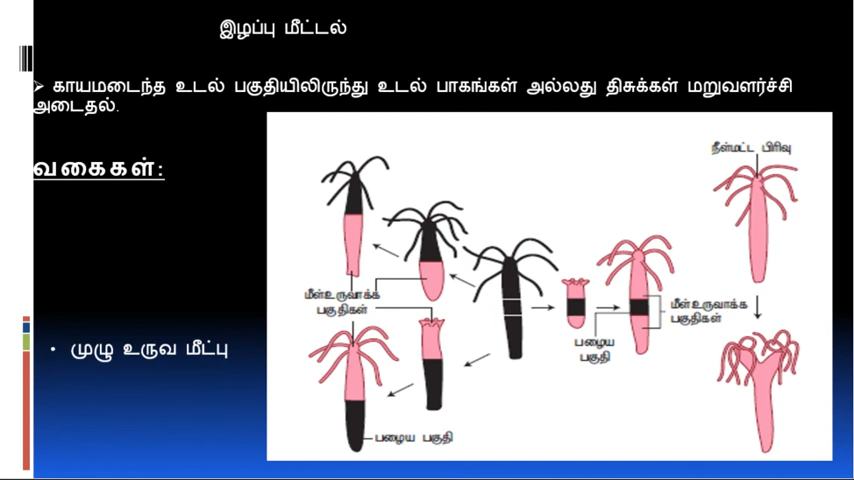 இழப்பு மீட்டல்
➢ காயமடைந்த உடல் பகுதியிலிருந்து உடல் பாகங்கள் அல்லது திசுக்கள் மறுவளர்ச்சி
அடைதல்.
வகைகள்:
• முழு உருவ மீட்பு
நீள்மட்ட பிரிவு
மீள்உருவாக்க
பகுதிகள்
மீள்உருவாக்க
பகுதிகள்
பழைய
பகுதி
பழைய பகுதி